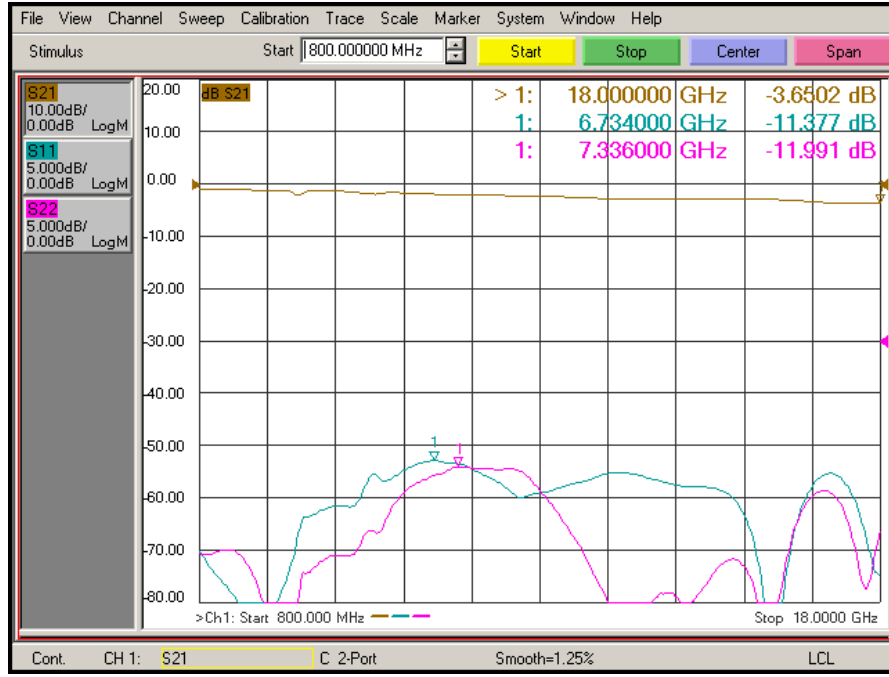 File View Channel Sweep Calibration Trace Scale Marker System Window Help
Stimulus Start 800.000000 MHz Start Stop Center Span
S21
10.00dB/
0.00dB LogM
S11
5.000dB/
0.00dB LogM
S22
5.000dB/
0.00dB LogM
dB S21
> 1: 18.000000 GHz -3.6502 dB
1: 6.734000 GHz -11.377 dB
1: 7.336000 GHz -11.991 dB
20.00
10.00
0.00
-10.00
-20.00
-30.00
-40.00
-50.00
-60.00
-70.00
-80.00
1 1
>Ch1: Start 800.000 MHz Stop 18.0000 GHz
Cont. CH 1: S21 C 2-Port Smooth=1.25% LCL